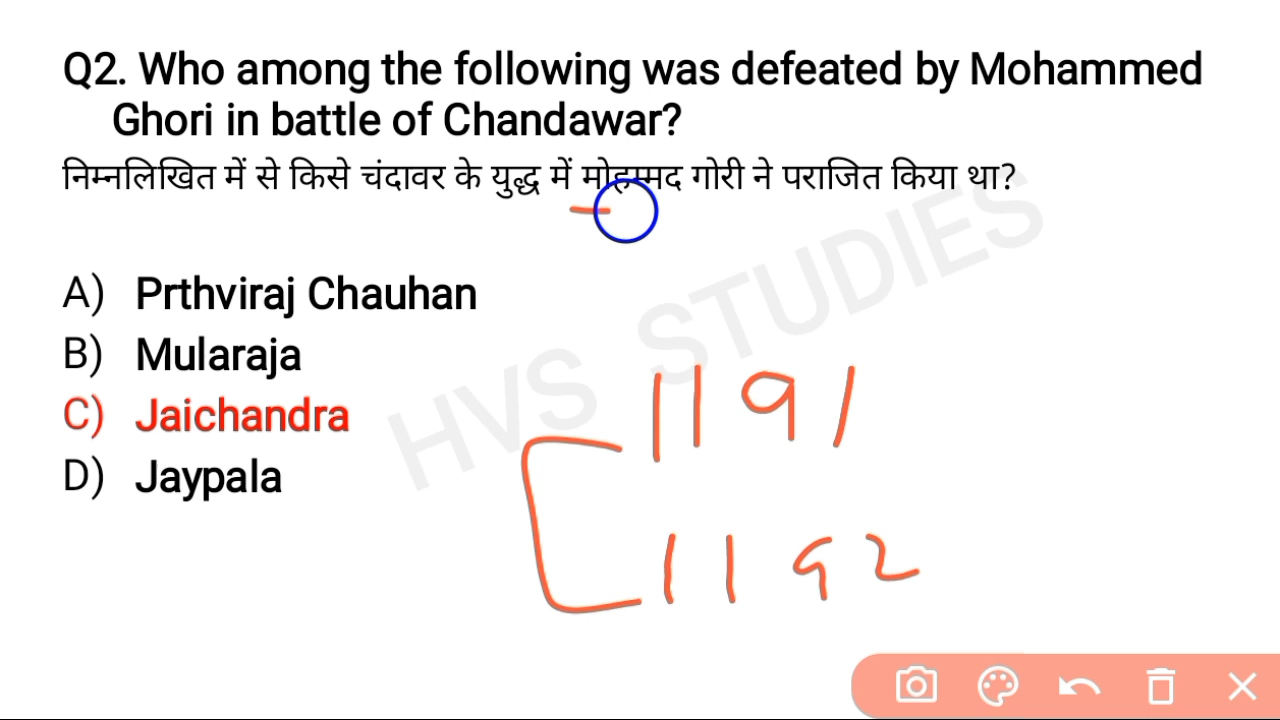 Q2. Who among the following was defeated by Mohammed
Ghori in battle of Chandawar?
निम्नलिखित में से किसे चंदावर के युद्ध में मोहम्मद गोरी ने पराजित किया था?
A) Prthviraj Chauhan
B) Mularaja
C) Jaichandra
D) Jaypala
HVS STUDIES
1191
1192